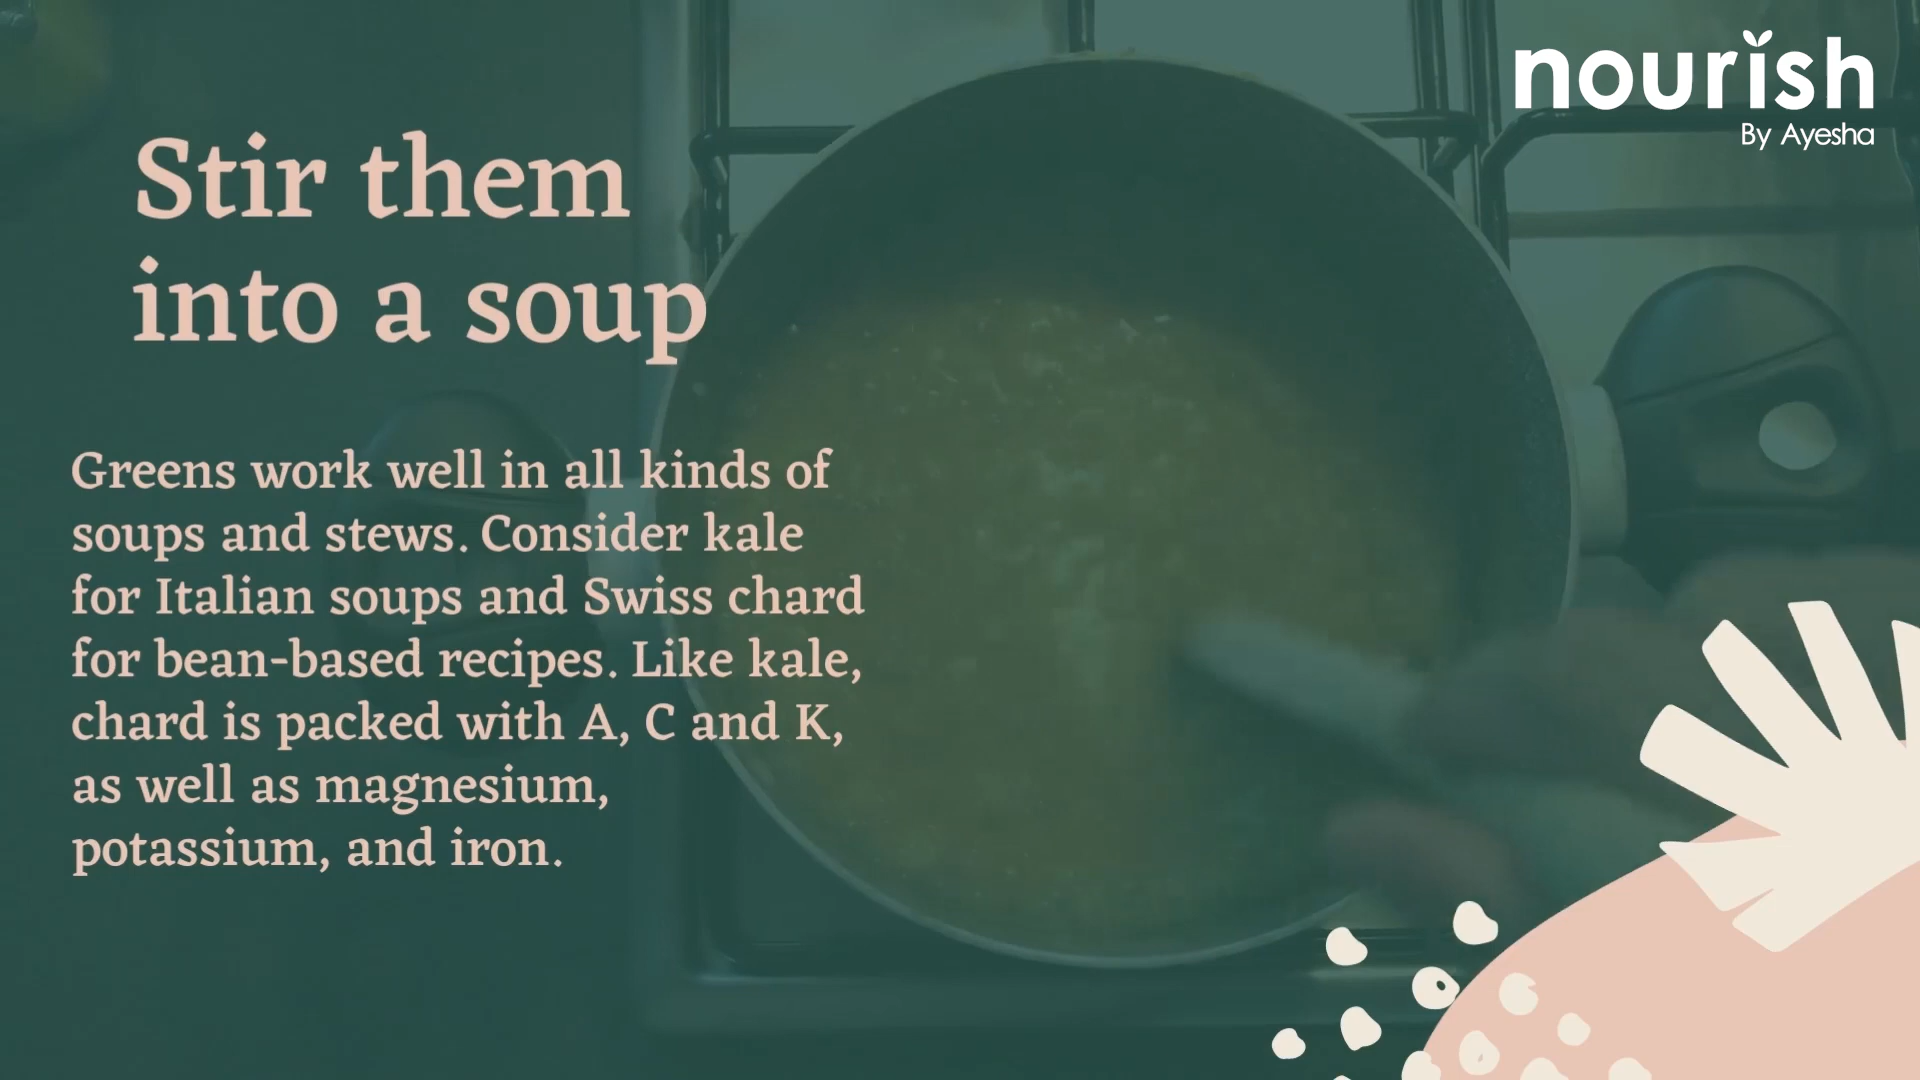 nourish
By Ayesha
Stir them
into a soup
Greens work well in all kinds of
soups and stews. Consider kale
for Italian soups and Swiss chard
for bean-based recipes. Like kale,
chard is packed with A, C and K,
as well as magnesium,
potassium, and iron.